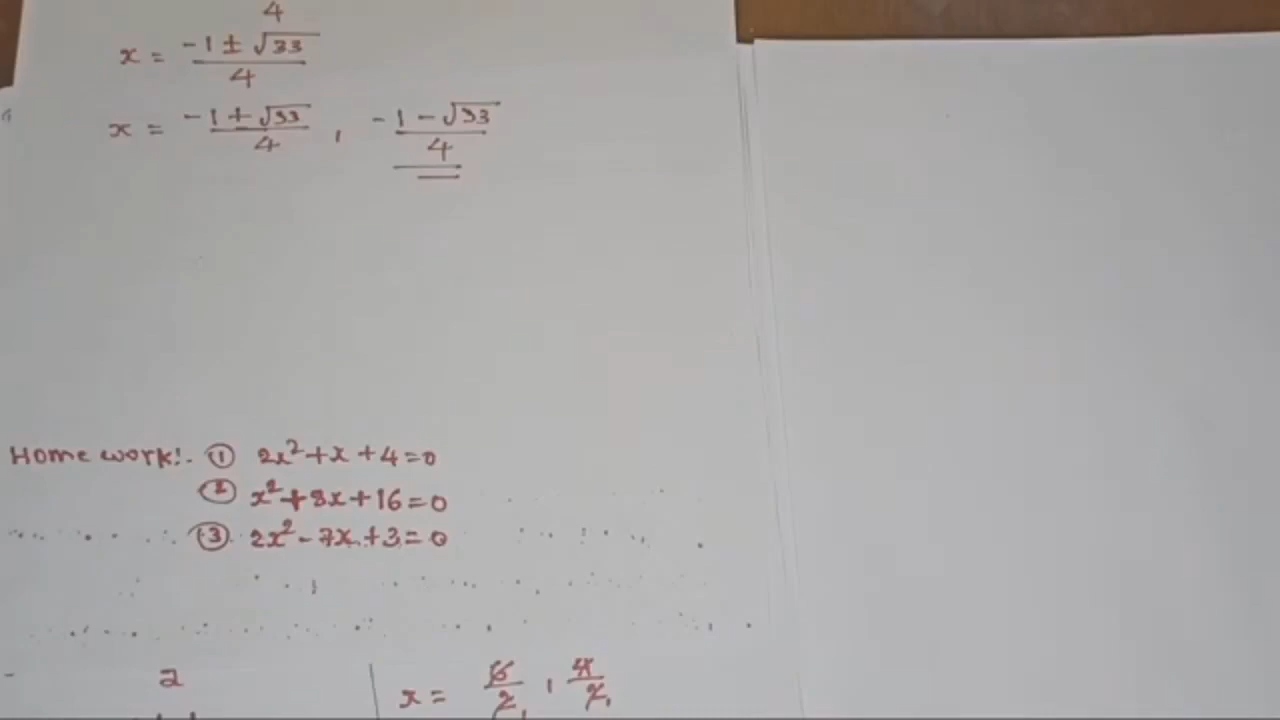 4
x = -1 ± √33
4
x = -1 + √33 , -1 - √33
4 4
Home work!. ① 2x² + x + 4 = 0
② x² + 8x + 16 = 0
③ 2x² - 7x + 3 = 0
2
x = 6/2 , 4/2